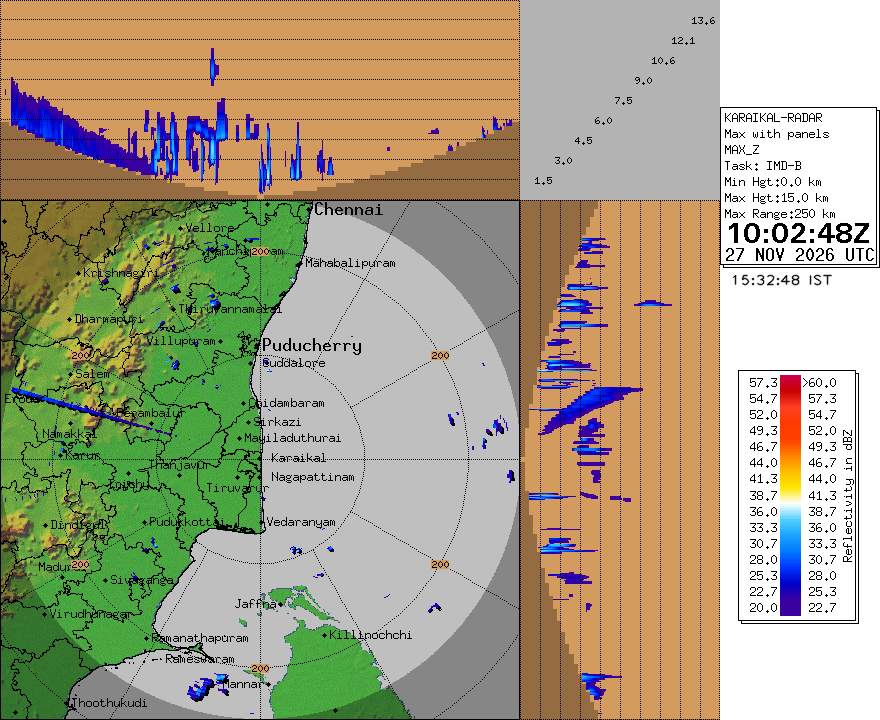 13.6
12.1
10.6
9.0
7.5
6.0
4.5
3.0
1.5
KARAIKAL-RADAR
Max with panels
MAX_Z
Task: IMD-B
Min Hgt:0.0 km
Max Hgt:15.0 km
Max Range:250 km
10:02:48Z
27 NOV 2026 UTC
15:32:48 IST
Chennai
Vellore
200
Mahabalipuram
Krishnagiri
Tiruvannamalai
Dharmapuri
Villupuram
Puducherry
200
200
Cuddalore
Salem
Chidambaram
Perambalur
Sirkazi
Namakkal
Mayiladuthurai
Karur
Karaikal
Thanjavur
Nagapattinam
Tiruvarur
Dindigul
Pudukkottai
Vedaranyam
200
200
Sivaganga
Jaffna
Virudhunagar
Ramanathapuram
Killinochchi
Rameswaram
200
Mannar
Thoothukudi
57.3 >60.0
54.7 57.3
52.0 54.7
49.3 52.0
46.7 49.3
44.0 46.7
41.3 44.0
38.7 41.3
36.0 38.7
33.3 36.0
30.7 33.3
28.0 30.7
25.3 28.0
22.7 25.3
20.0 22.7
Reflectivity in dBZ